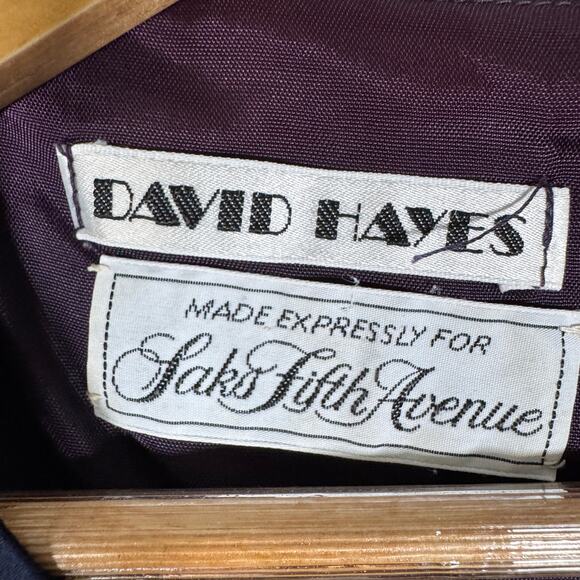 DAVID HAYES
MADE EXPRESSLY FOR
Saks Fifth Avenue